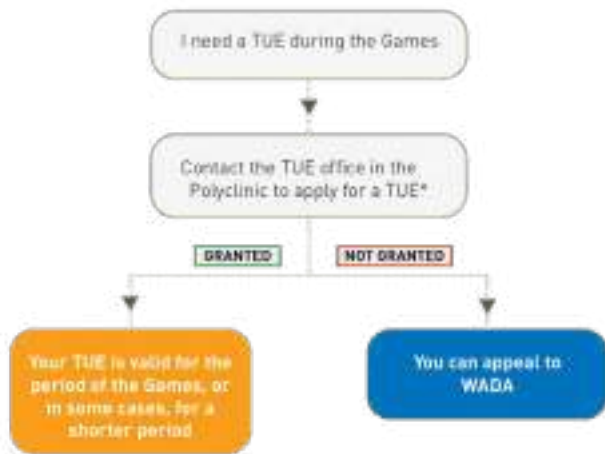 I need a TUE during the Games
Contact the TUE office in the
Polyclinic to apply for a TUE*
GRANTED
NOT GRANTED
Your TUE is valid for the
period of the Games, or
in some cases, for a
shorter period
You can appeal to
WADA